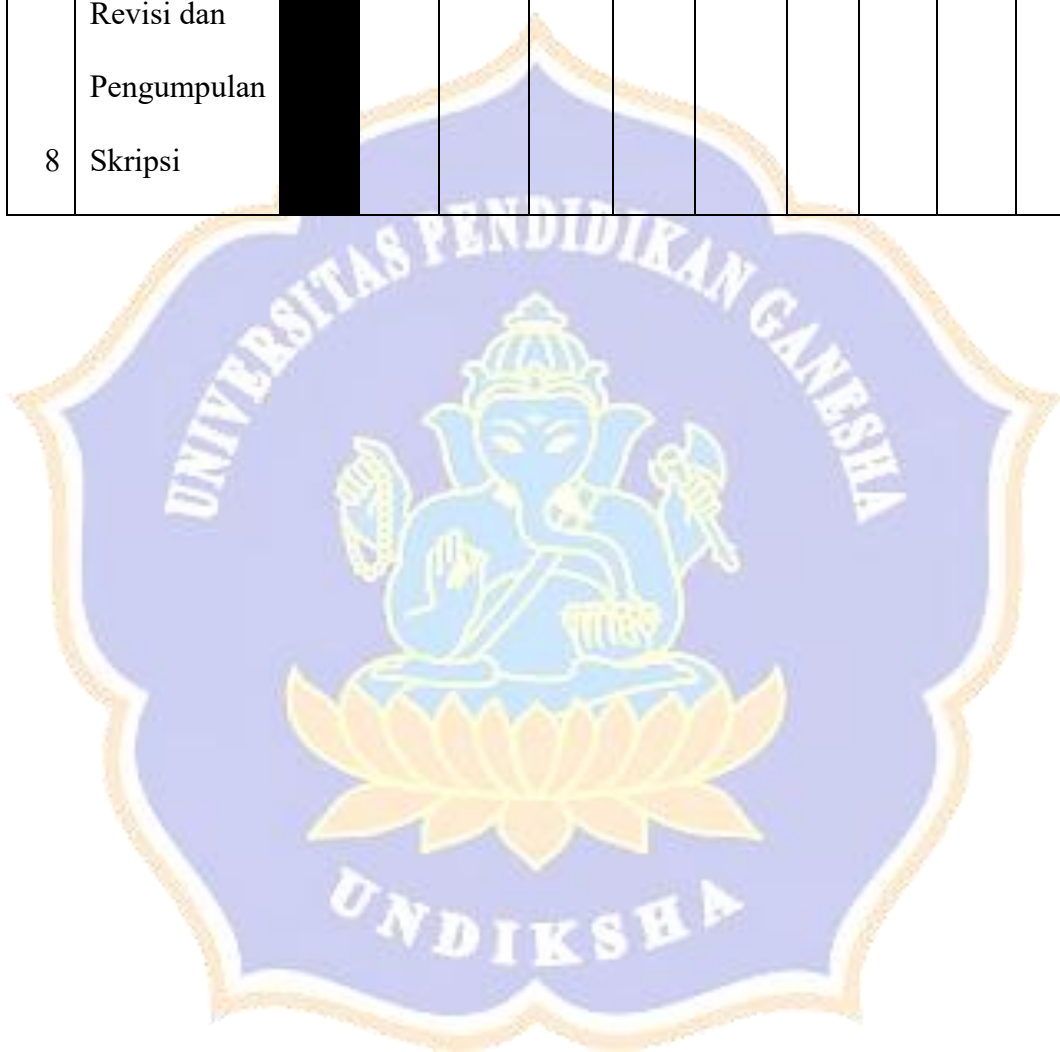 Revisi dan
Pengumpulan
8 Skripsi
UNIVERSITAS PENDIDIKAN GANESHA
UNDIKSHA